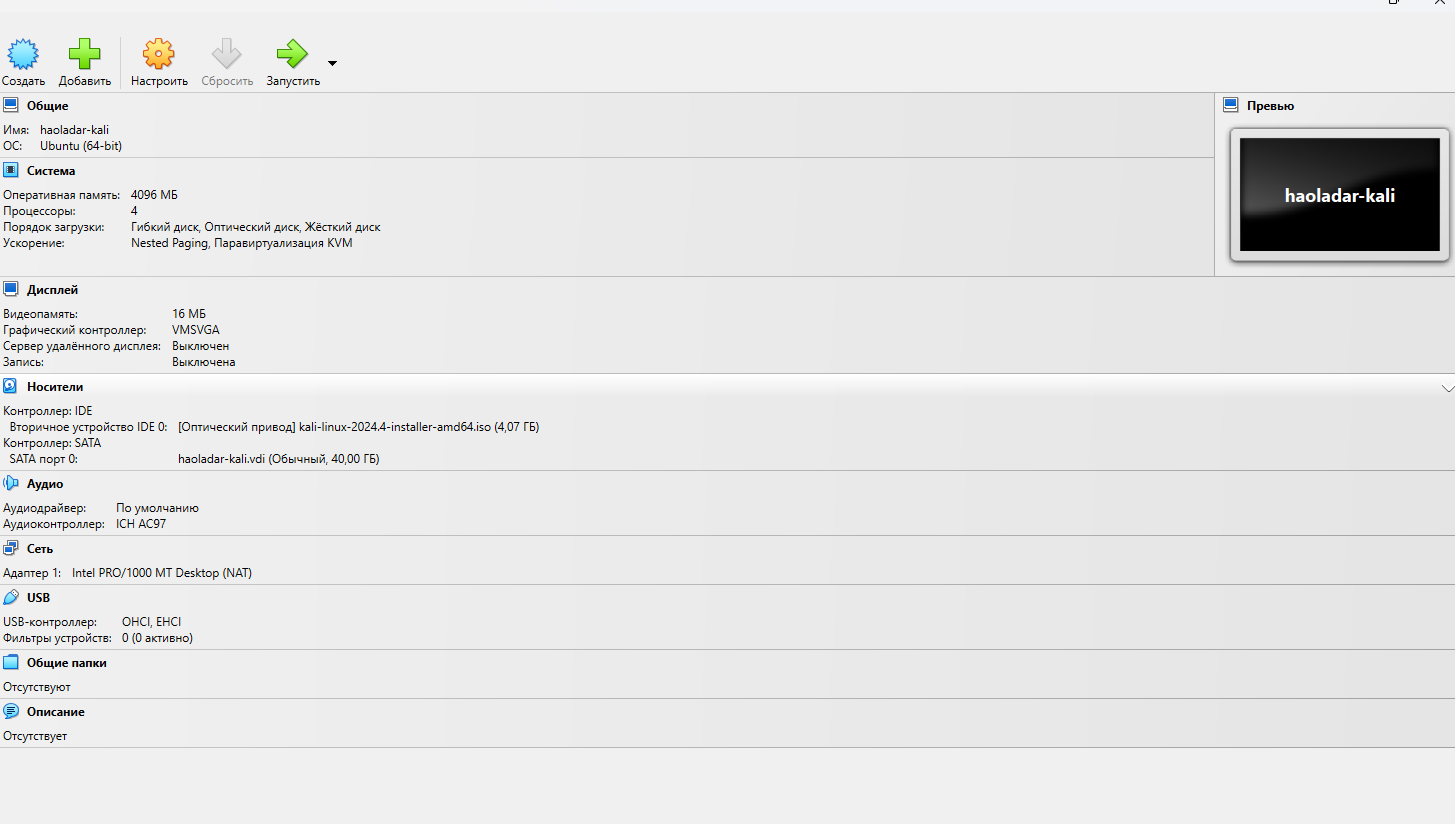 Создать Добавить Настроить Сбросить Запустить
Общие
Имя: haoladar-kali
ОС: Ubuntu (64-bit)
Превью
haoladar-kali
Система
Оперативная память: 4096 МБ
Процессоры: 4
Порядок загрузки: Гибкий диск, Оптический диск, Жёсткий диск
Ускорение: Nested Paging, Паравиртуализация KVM
Дисплей
Видеопамять: 16 МБ
Графический контроллер: VMSVGA
Сервер удалённого дисплея: Выключен
Запись: Выключена
Носители
Контроллер: IDE
Вторичное устройство IDE 0: [Оптический привод] kali-linux-2024.4-installer-amd64.iso (4,07 ГБ)
Контроллер: SATA
SATA порт 0: haoladar-kali.vdi (Обычный, 40,00 ГБ)
Аудио
Аудиодрайвер: По умолчанию
Аудиоконтроллер: ICH AC97
Сеть
Адаптер 1: Intel PRO/1000 MT Desktop (NAT)
USB
USB-контроллер: OHCI, EHCI
Фильтры устройств: 0 (0 активно)
Общие папки
Отсутствуют
Описание
Отсутствует